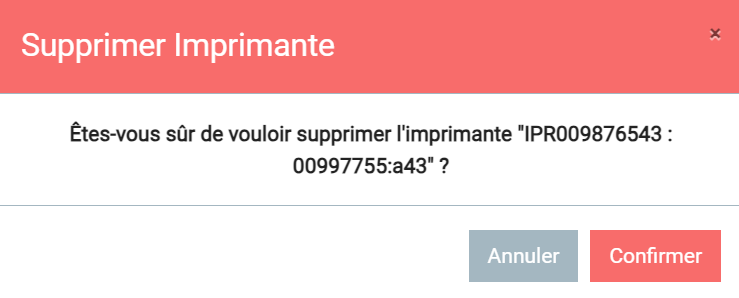 Supprimer Imprimante
×
Êtes-vous sûr de vouloir supprimer l'imprimante "IPR009876543 :
00997755:a43" ?
Annuler
Confirmer